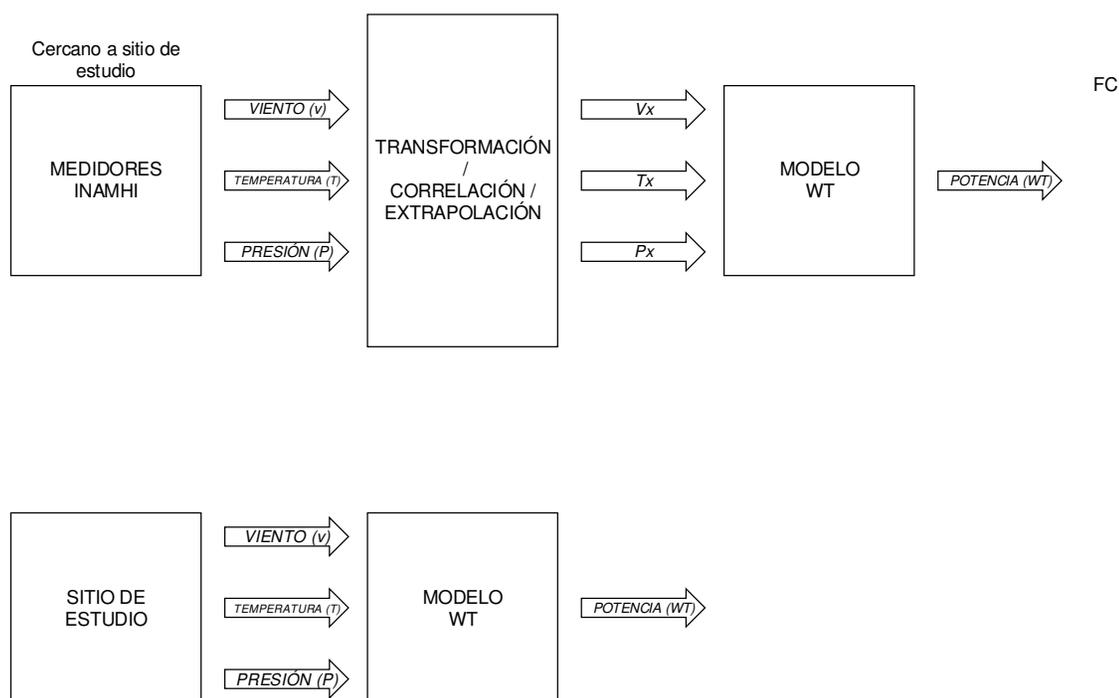 Cercano a sitio de
estudio
FC
MEDIDORES
INAMHI
VIENTO (v)
TEMPERATURA (T)
PRESIÓN (P)
TRANSFORMACIÓN
/
CORRELACIÓN /
EXTRAPOLACIÓN
Vx
Tx
Px
MODELO
WT
POTENCIA (WT)
SITIO DE
ESTUDIO
VIENTO (v)
TEMPERATURA (T)
PRESIÓN (P)
MODELO
WT
POTENCIA (WT)